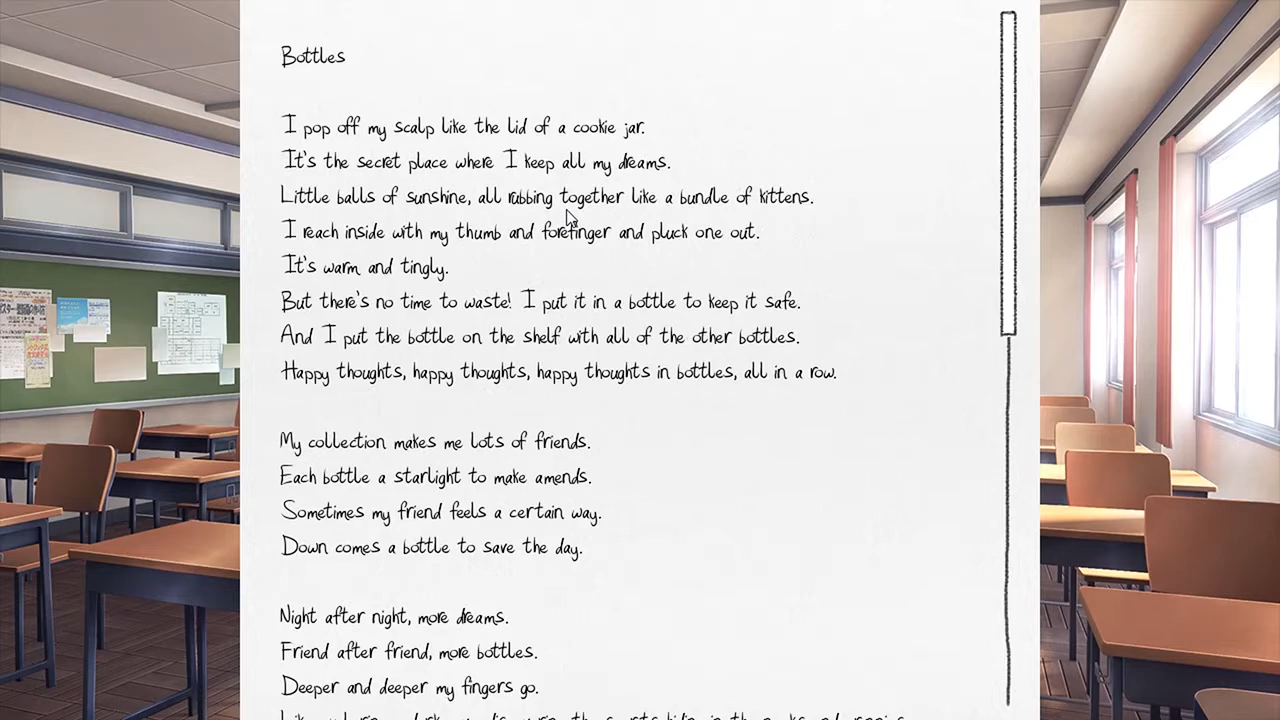 Bottles
I pop off my scalp like the lid of a cookie jar.
It's the secret place where I keep all my dreams.
Little balls of sunshine, all rubbing together like a bundle of kittens.
I reach inside with my thumb and forefinger and pluck one out.
It's warm and tingly.
But there's no time to waste! I put it in a bottle to keep it safe.
And I put the bottle on the shelf with all of the other bottles.
Happy thoughts, happy thoughts, happy thoughts in bottles, all in a row.
My collection makes me lots of friends.
Each bottle a starlight to make amends.
Sometimes my friend feels a certain way.
Down comes a bottle to save the day.
Night after night, more dreams.
Friend after friend, more bottles.
Deeper and deeper my fingers go.